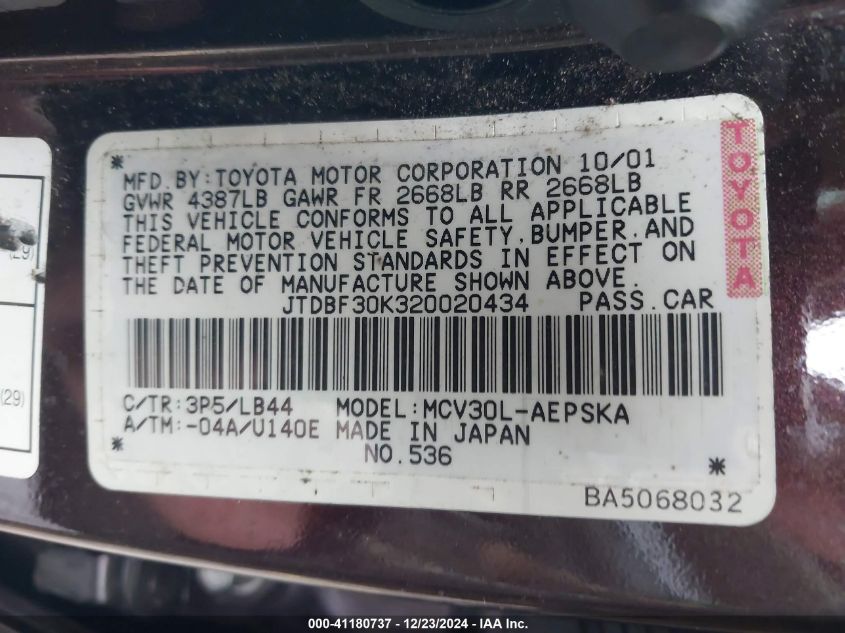 MFD.BY:TOYOTA MOTOR CORPORATION 10/01
GVWR 4387LB GAWR FR 2668LB RR 2668LB
THIS VEHICLE CONFORMS TO ALL APPLICABLE
FEDERAL MOTOR VEHICLE SAFETY,BUMPER,AND
THEFT PREVENTION STANDARDS IN EFFECT ON
THE DATE OF MANUFACTURE SHOWN ABOVE.
JTDBF30K320020434 PASS.CAR
TOYOTA
C/TR:3P5/LB44 MODEL:MCV30L-AEPSKA
A/TM:-04A/U140E MADE IN JAPAN
NO.536
BA5068032
(29)
(29)
000-41180737 - 12/23/2024 - IAA Inc.